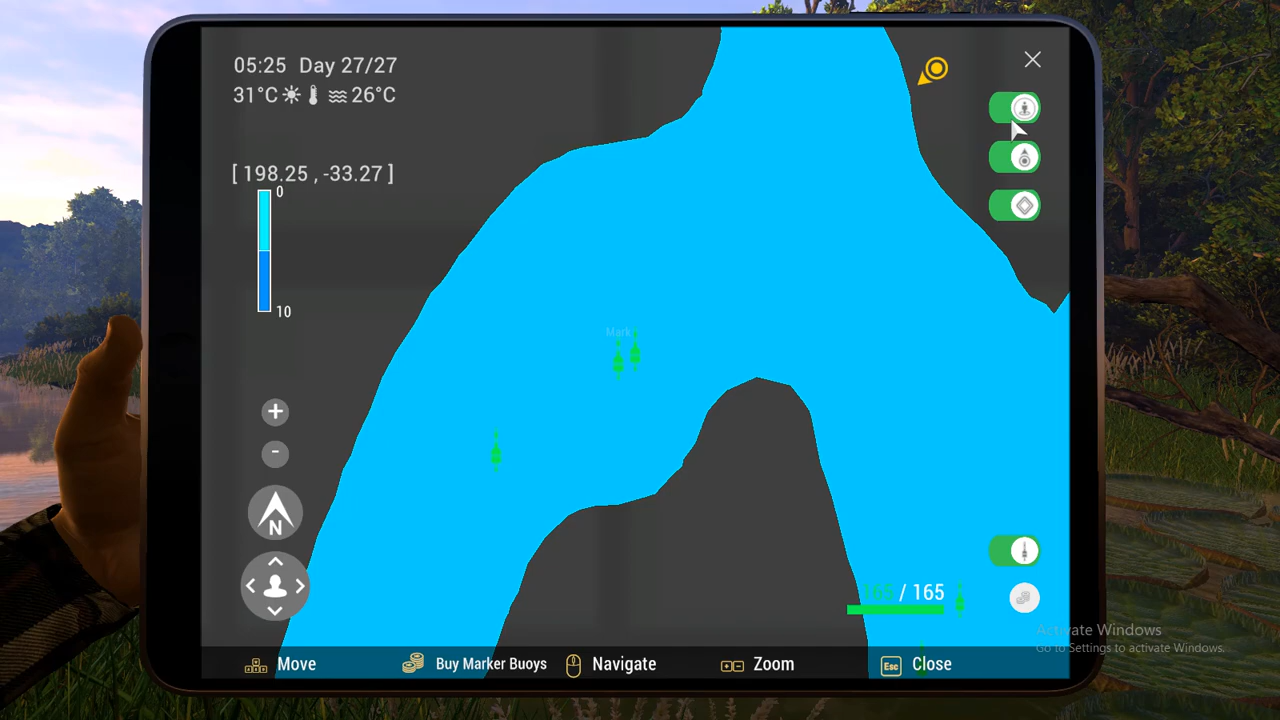 05:25 Day 27/27
31°C 26°C
[ 198.25 , -33.27 ]
0
10
Mark
+
-
N
165 / 165
Activate Windows
Go to Settings to activate Windows.
Move
Buy Marker Buoys
Navigate
Zoom
Esc
Close